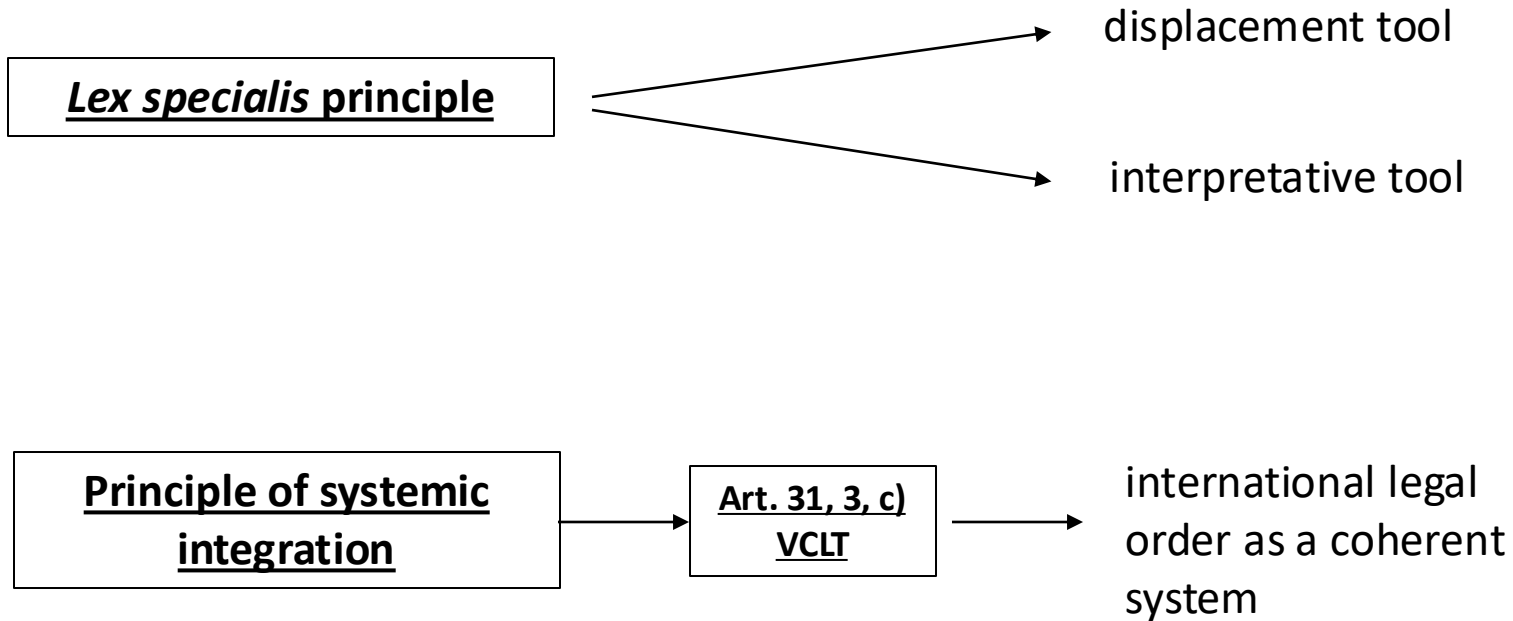 displacement tool
Lex specialis principle
interpretative tool
Principle of systemic
integration
Art. 31, 3, c)
VCLT
international legal
order as a coherent
system